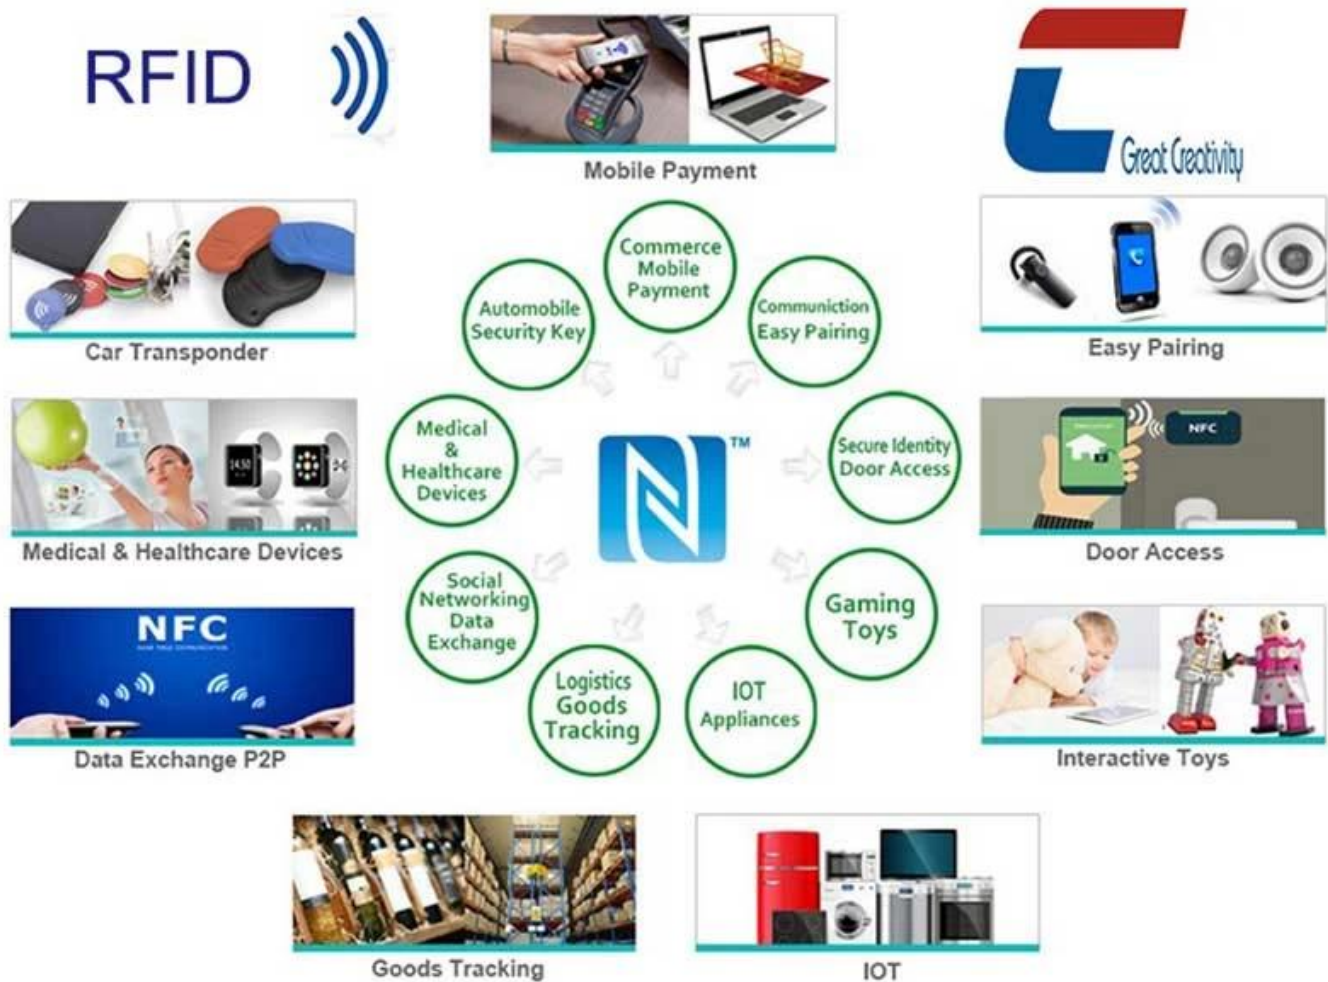 RFID
Mobile Payment
Great Creativity
Car Transponder
Easy Pairing
Commerce
Mobile
Payment
Automobile
Security Key
Communiction
Easy Pairing
Medical
&
Healthcare
Devices
Secure Identity
Door Access
TM
NFC
Medical & Healthcare Devices
Door Access
Social
Networking
Data
Exchange
Gaming
Toys
NFC
Data Exchange P2P
Logistics
Goods
Tracking
IOT
Appliances
Interactive Toys
Goods Tracking
IOT